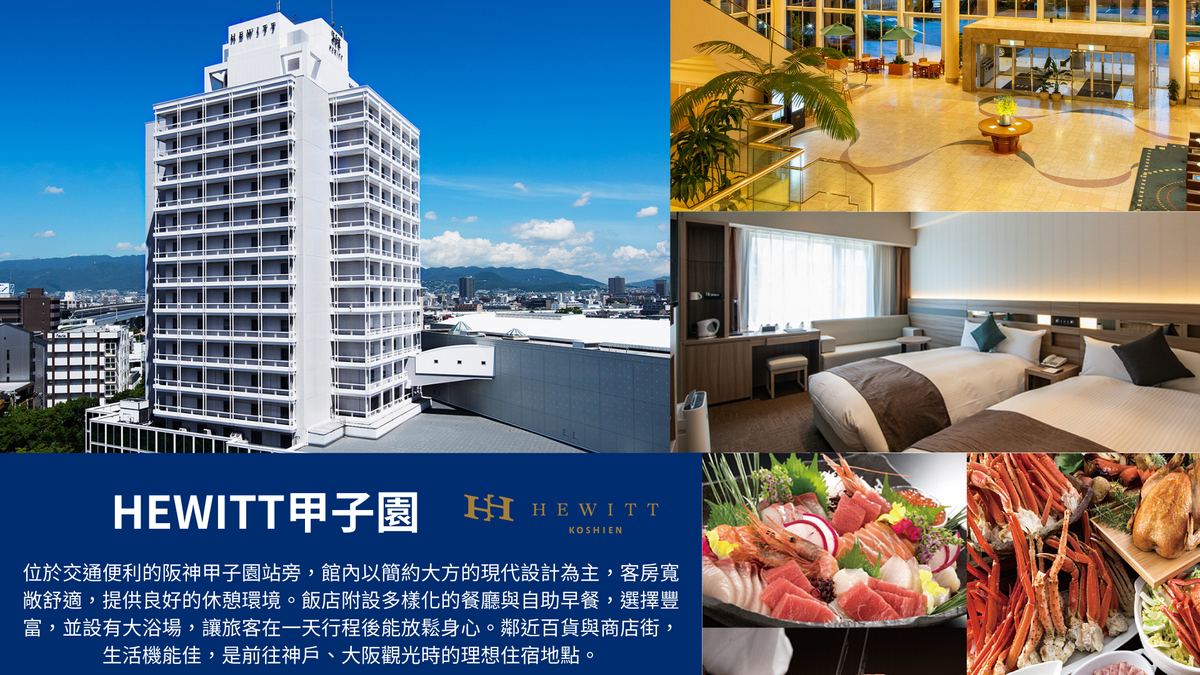 HEWITT
HEWITT甲子園
HEWITT
KOSHIEN
位於交通便利的阪神甲子園站旁，館內以簡約大方的現代設計為主，客房寬
敞舒適，提供良好的休憩環境。飯店附設多樣化的餐廳與自助早餐，選擇豐
富，並設有大浴場，讓旅客在一天行程後能放鬆身心。鄰近百貨與商店街，
生活機能佳，是前往神戶、大阪觀光時的理想住宿地點。